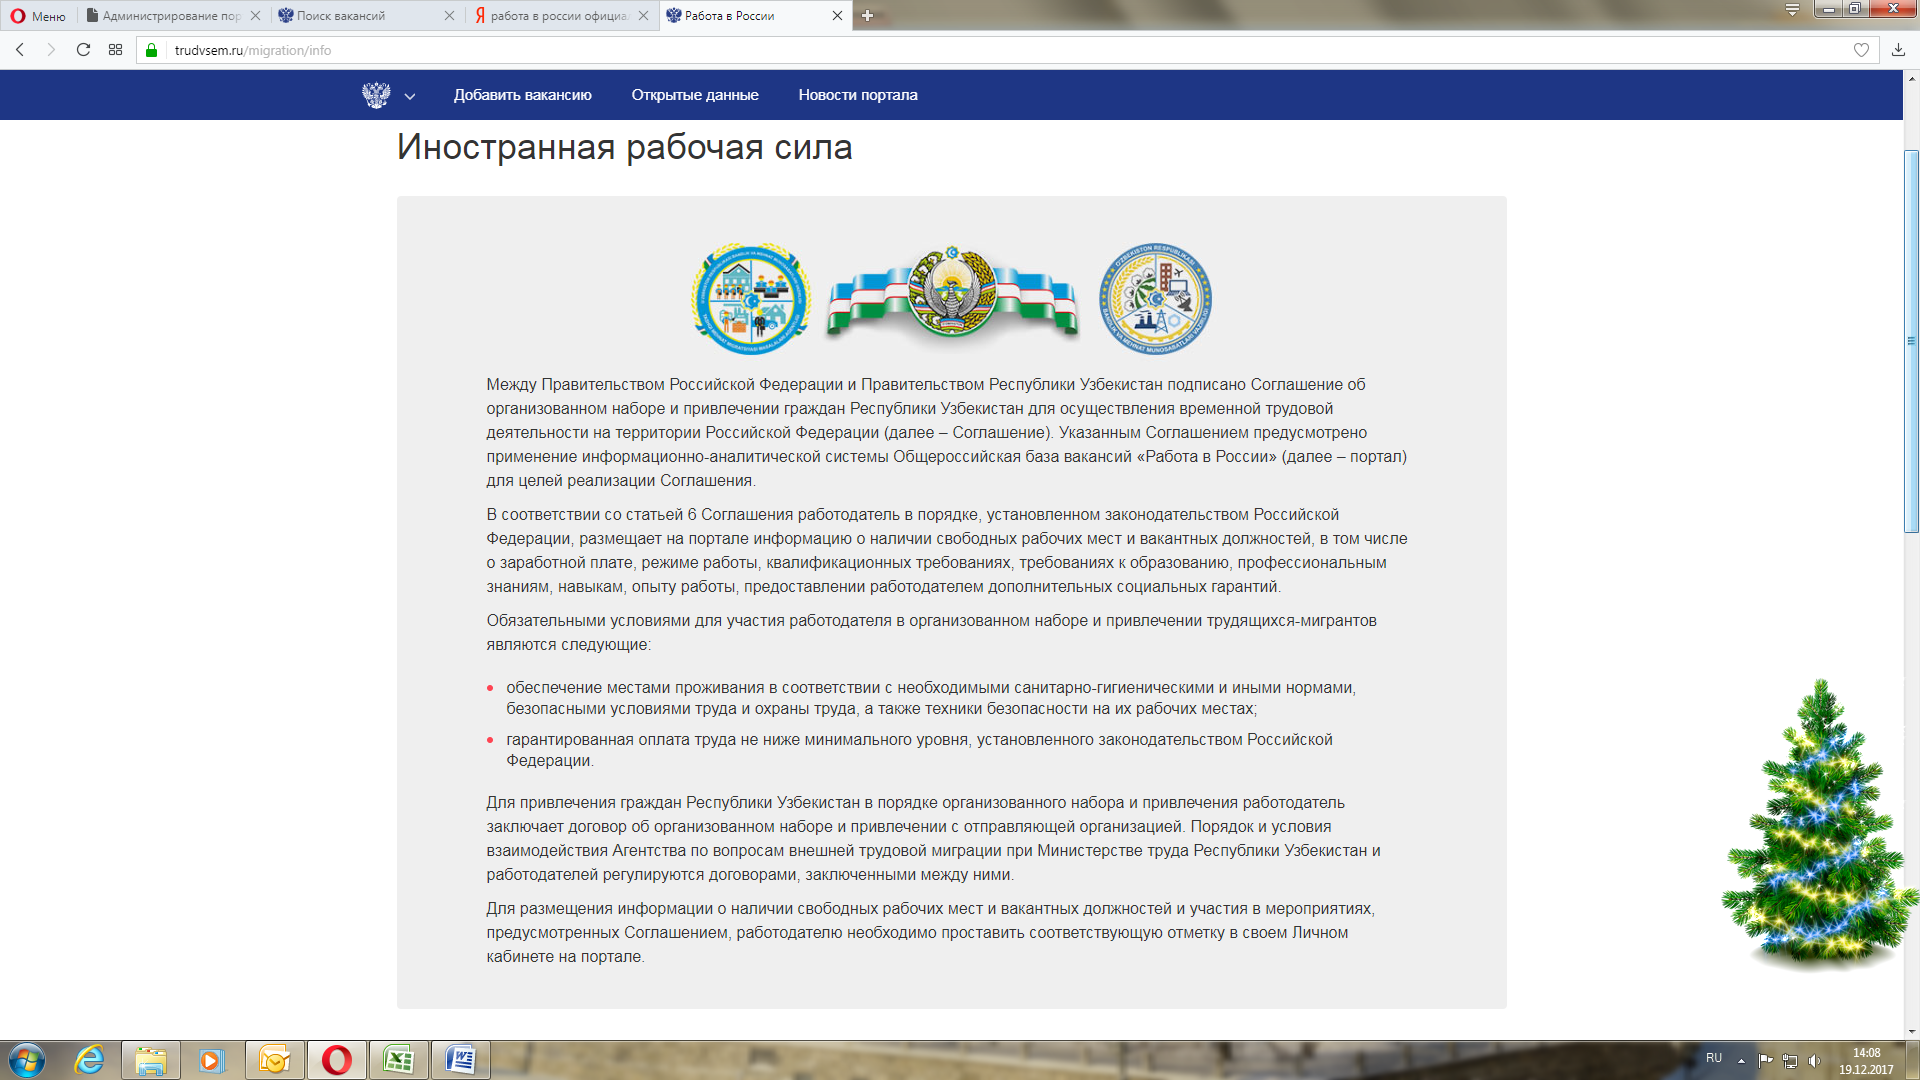 Меню
Администрирование пор
Поиск вакансий
работа в россии официа
Работа в России
trudvsem.ru/migration/info
Добавить вакансию
Открытые данные
Новости портала
Иностранная рабочая сила
O'ZBEKISTON RESPUBLIKASI
BANDLIK VA MEHNAT MUNOSABATLARI VAZIRLIGI
Между Правительством Российской Федерации и Правительством Республики Узбекистан подписано Соглашение об
организованном наборе и привлечении граждан Республики Узбекистан для осуществления временной трудовой
деятельности на территории Российской Федерации (далее – Соглашение). Указанным Соглашением предусмотрено
применение информационно-аналитической системы Общероссийская база вакансий «Работа в России» (далее – портал)
для целей реализации Соглашения.
В соответствии со статьей 6 Соглашения работодатель в порядке, установленном законодательством Российской
Федерации, размещает на портале информацию о наличии свободных рабочих мест и вакантных должностей, в том числе
о заработной плате, режиме работы, квалификационных требованиях, требованиях к образованию, профессиональным
знаниям, навыкам, опыту работы, предоставлении работодателем дополнительных социальных гарантий.
Обязательными условиями для участия работодателя в организованном наборе и привлечении трудящихся-мигрантов
являются следующие:
обеспечение местами проживания в соответствии с необходимыми санитарно-гигиеническими и иными нормами,
безопасными условиями труда и охраны труда, а также техники безопасности на их рабочих местах;
гарантированная оплата труда не ниже минимального уровня, установленного законодательством Российской
Федерации.
Для привлечения граждан Республики Узбекистан в порядке организованного набора и привлечения работодатель
заключает договор об организованном наборе и привлечении с отправляющей организацией. Порядок и условия
взаимодействия Агентства по вопросам внешней трудовой миграции при Министерстве труда Республики Узбекистан и
работодателей регулируются договорами, заключенными между ними.
Для размещения информации о наличии свободных рабочих мест и вакантных должностей и участия в мероприятиях,
предусмотренных Соглашением, работодателю необходимо проставить соответствующую отметку в своем Личном
кабинете на портале.
RU
14:08
19.12.2017